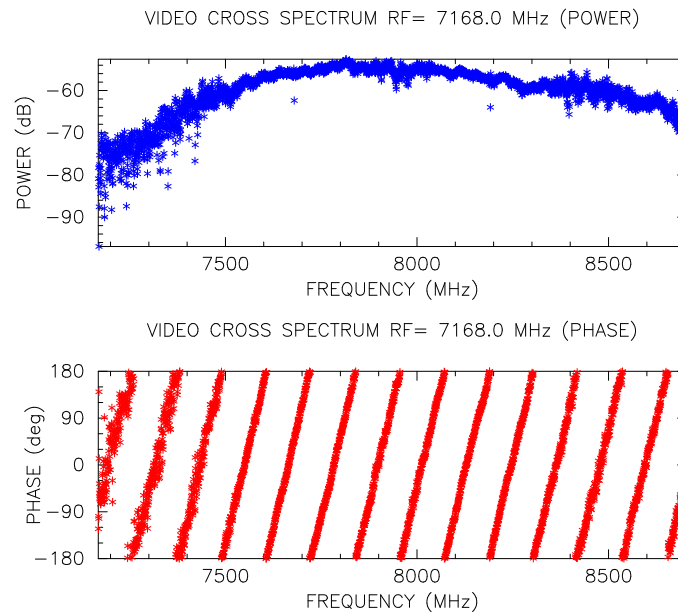 VIDEO CROSS SPECTRUM RF= 7168.0 MHz (POWER)
POWER (dB)
−60
−70
−80
−90
7500 8000 8500
FREQUENCY (MHz)
VIDEO CROSS SPECTRUM RF= 7168.0 MHz (PHASE)
PHASE (deg)
180
90
0
−90
−180
7500 8000 8500
FREQUENCY (MHz)